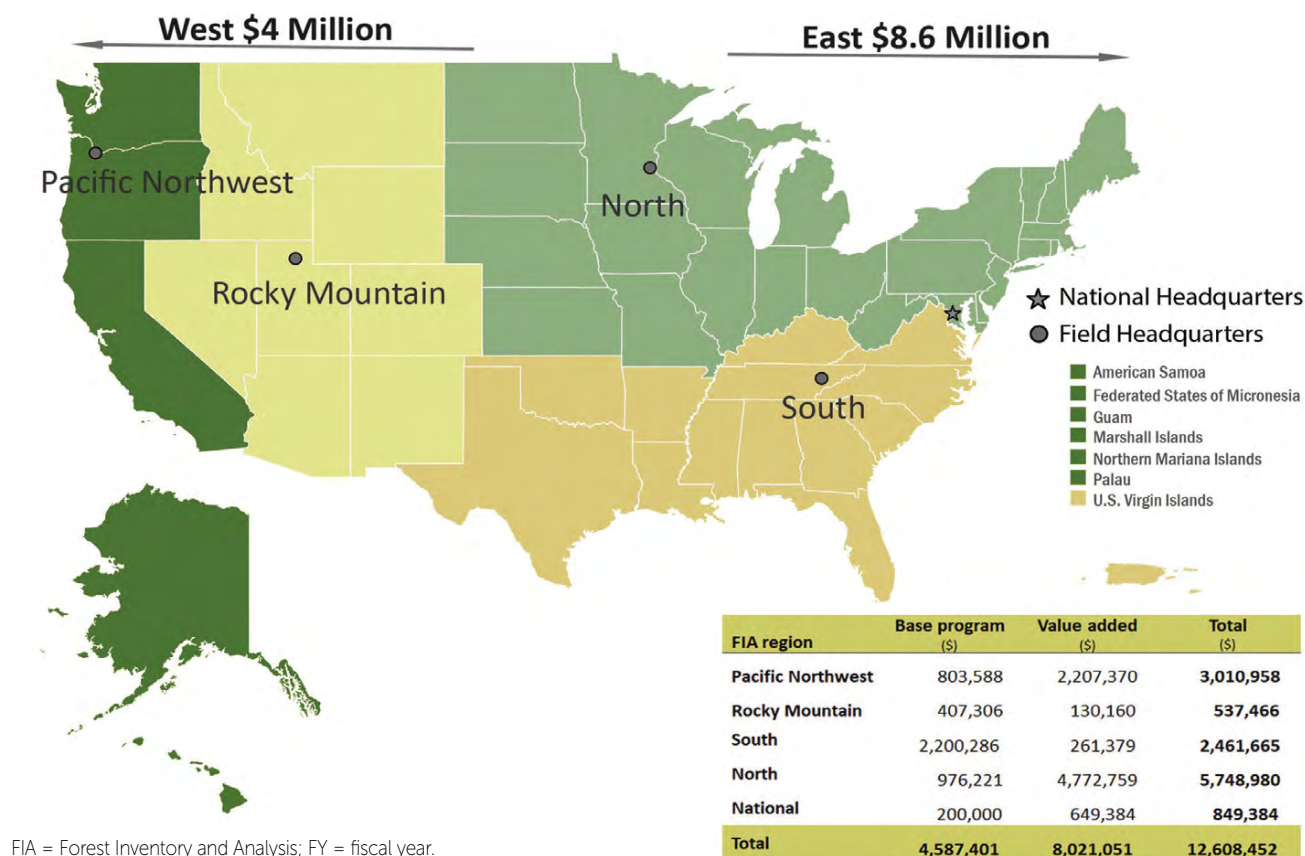 West $4 Million
East $8.6 Million
Pacific Northwest
North
Rocky Mountain
South
National Headquarters
Field Headquarters
American Samoa
Federated States of Micronesia
Guam
Marshall Islands
Northern Mariana Islands
Palau
U.S. Virgin Islands
FIA region Base program ($) Value added ($) Total ($)
Pacific Northwest 803,588 2,207,370 3,010,958
Rocky Mountain 407,306 130,160 537,466
South 2,200,286 261,379 2,461,665
North 976,221 4,772,759 5,748,980
National 200,000 649,384 849,384
Total 4,587,401 8,021,051 12,608,452
FIA = Forest Inventory and Analysis; FY = fiscal year.